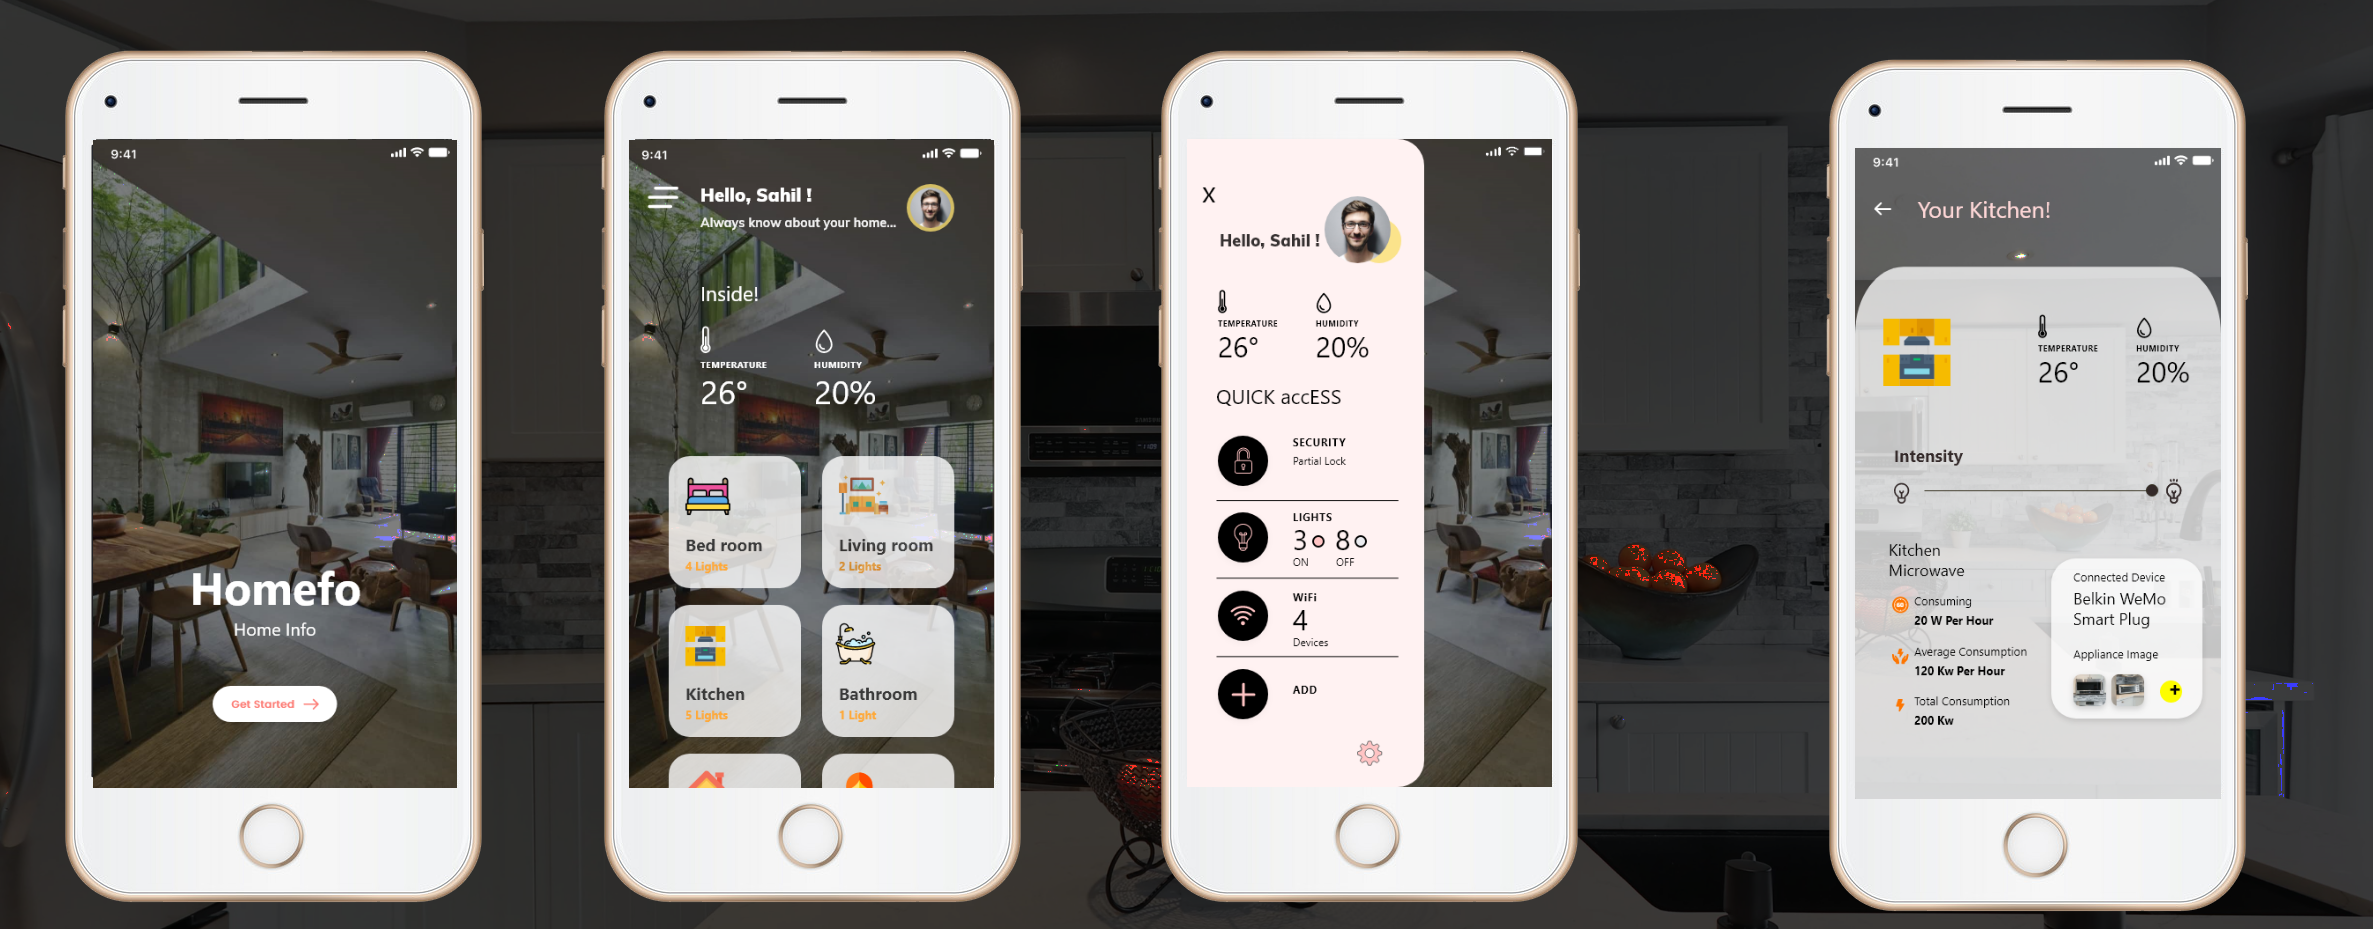 9:41
Homefo
Home Info
Get Started
9:41
Hello, Sahil !
Always know about your home...
Inside!
TEMPERATURE HUMIDITY
26° 20%
Bed room
4 Lights
Living room
2 Lights
Kitchen
5 Lights
Bathroom
1 Light
X
Hello, Sahil !
TEMPERATURE HUMIDITY
26° 20%
QUICK accESS
SECURITY
Partial Lock
LIGHTS
3 8
ON OFF
WiFi
4
Devices
ADD
9:41
Your Kitchen!
TEMPERATURE HUMIDITY
26° 20%
Intensity
Kitchen
Microwave
Consuming
20 W Per Hour
Average Consumption
120 Kw Per Hour
Total Consumption
200 Kw
Connected Device
Belkin WeMo
Smart Plug
Appliance Image